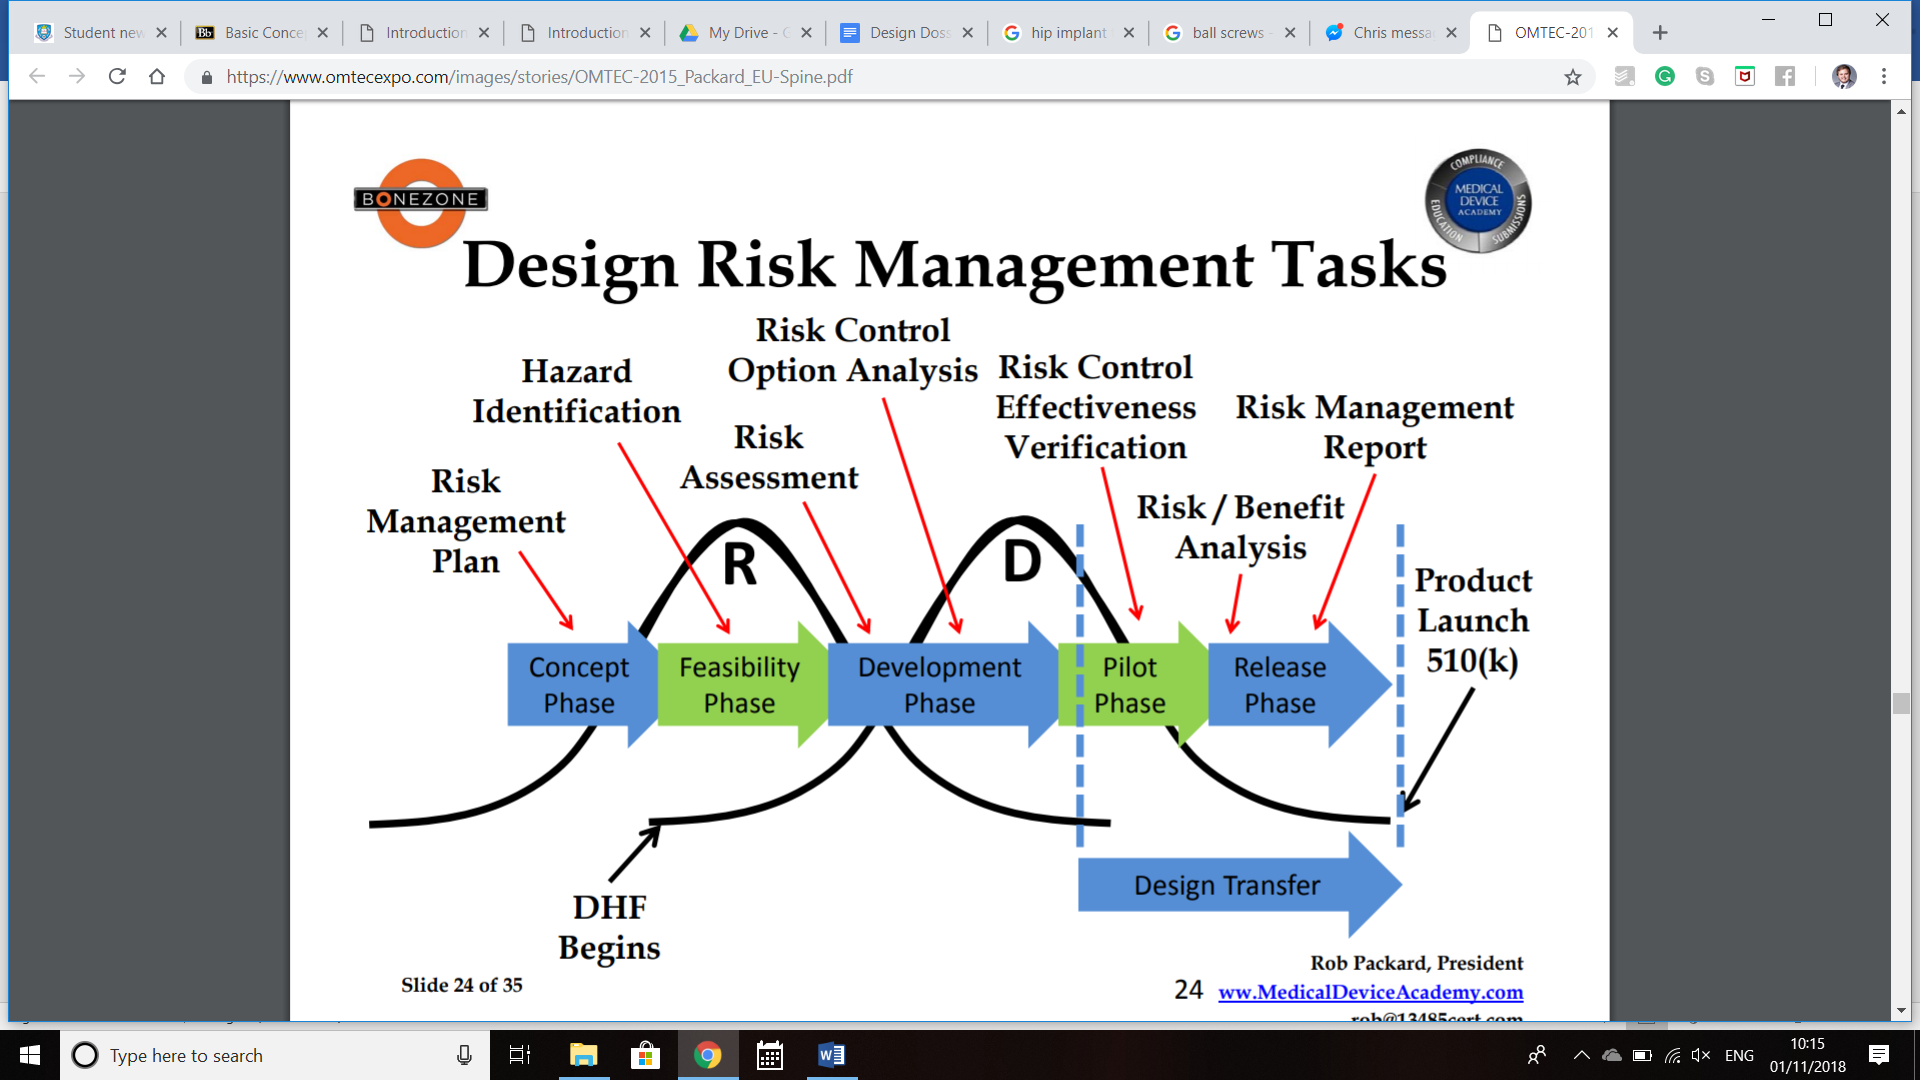 Student new
Basic Conce
Introduction
Introduction
My Drive - G
Design Doss
hip implant
ball screws -
Chris messa
OMTEC-201
https://www.omtecexpo.com/images/stories/OMTEC-2015_Packard_EU-Spine.pdf
BONEZONE
COMPLIANCE
MEDICAL
DEVICE
ACADEMY
EDUCATION
SUBMISSIONS
Design Risk Management Tasks
Risk Control
Option Analysis
Hazard
Identification
Risk Control
Effectiveness
Verification
Risk Management
Report
Risk
Assessment
Risk
Management
Plan
Risk / Benefit
Analysis
R
D
Product
Launch
510(k)
Concept
Phase
Feasibility
Phase
Development
Phase
Pilot
Phase
Release
Phase
Design Transfer
DHF
Begins
Slide 24 of 35
Rob Packard, President
24
ww.MedicalDeviceAcademy.com
rob@13485cert.com
Type here to search
ENG
10:15
01/11/2018